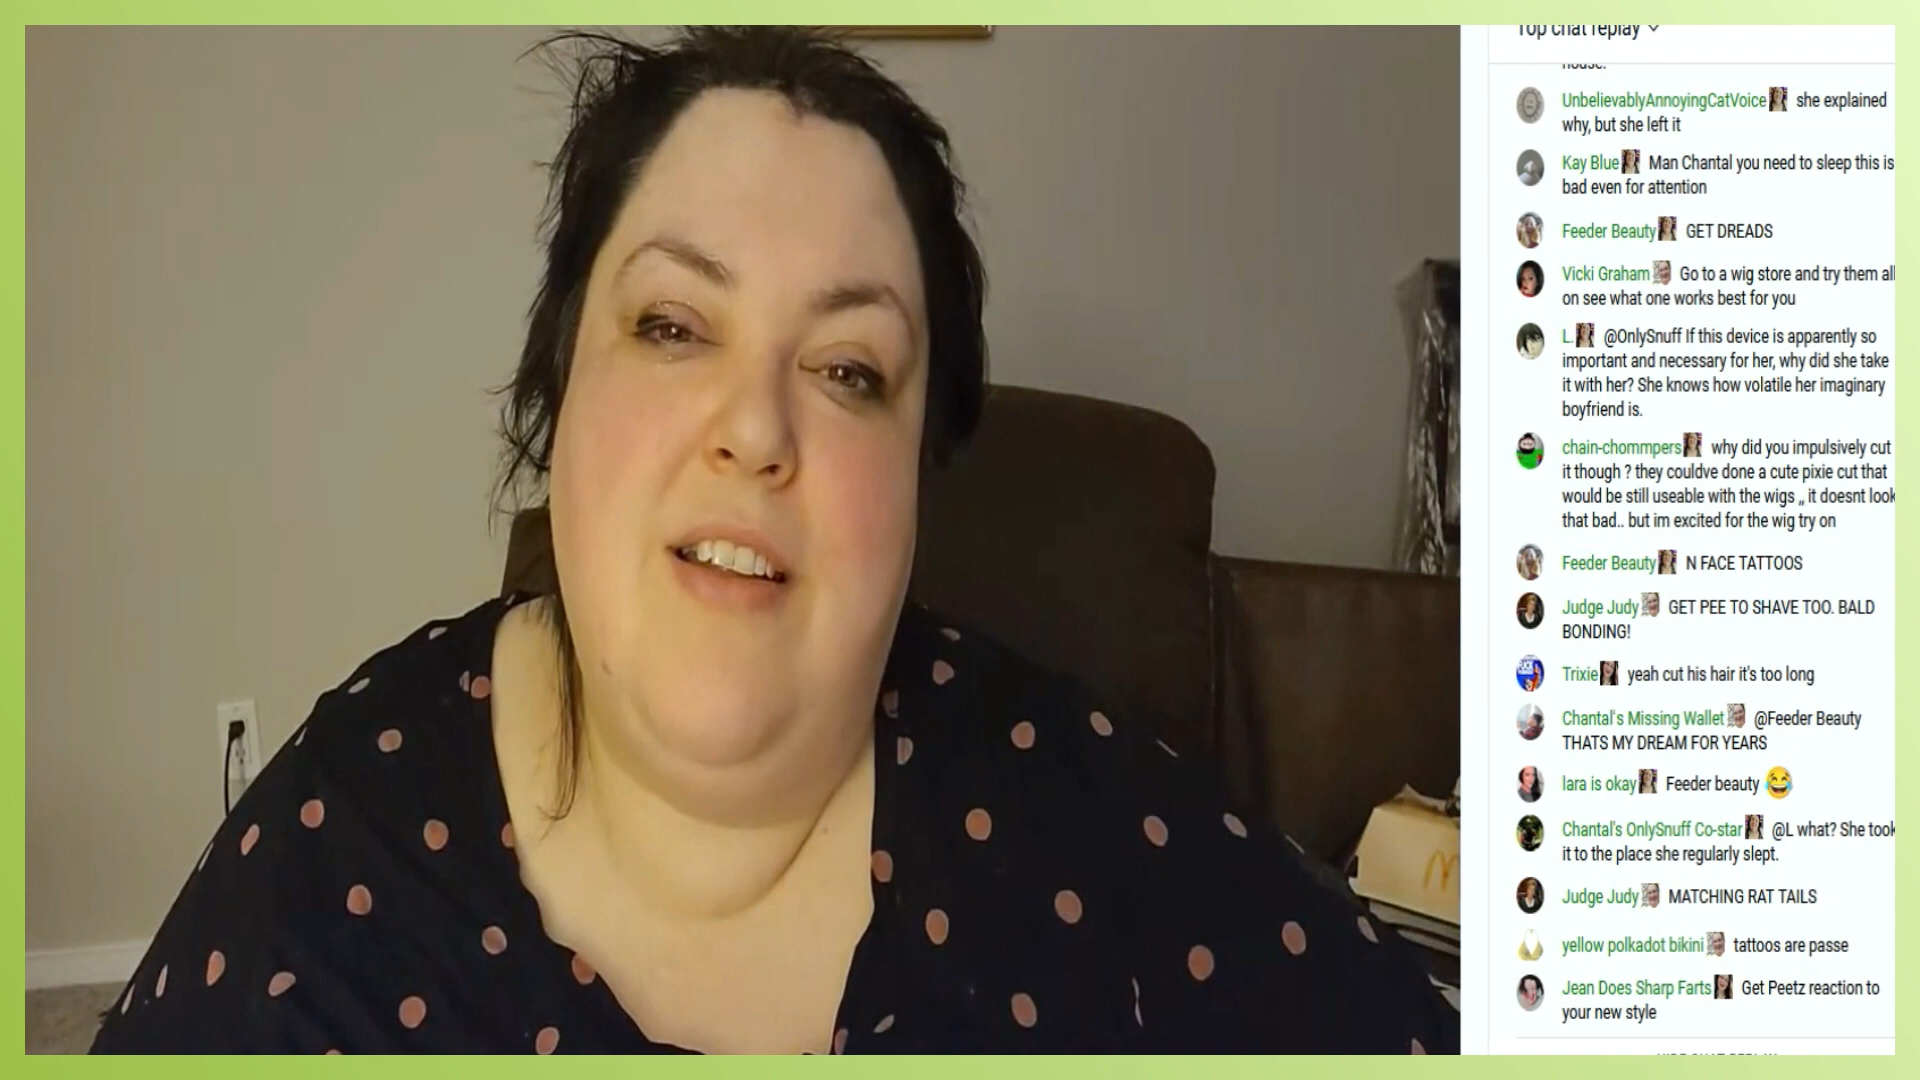 Top chat replay
house.
UnbelievablyAnnoyingCatVoice she explained
why, but she left it
Kay Blue Man Chantal you need to sleep this is
bad even for attention
Feeder Beauty GET DREADS
Vicki Graham Go to a wig store and try them all
on see what one works best for you
L. @OnlySnuff If this device is apparently so
important and necessary for her, why did she take
it with her? She knows how volatile her imaginary
boyfriend is.
chain-chommpers why did you impulsively cut
it though ? they couldve done a cute pixie cut that
would be still useable with the wigs ,, it doesnt look
that bad.. but im excited for the wig try on
Feeder Beauty N FACE TATTOOS
Judge Judy GET PEE TO SHAVE TOO. BALD
BONDING!
Trixie yeah cut his hair it's too long
Chantal's Missing Wallet @Feeder Beauty
THATS MY DREAM FOR YEARS
lara is okay Feeder beauty 😂
Chantal's OnlySnuff Co-star @L what? She took
it to the place she regularly slept.
Judge Judy MATCHING RAT TAILS
yellow polkadot bikini tattoos are passe
Jean Does Sharp Farts Get Peetz reaction to
your new style